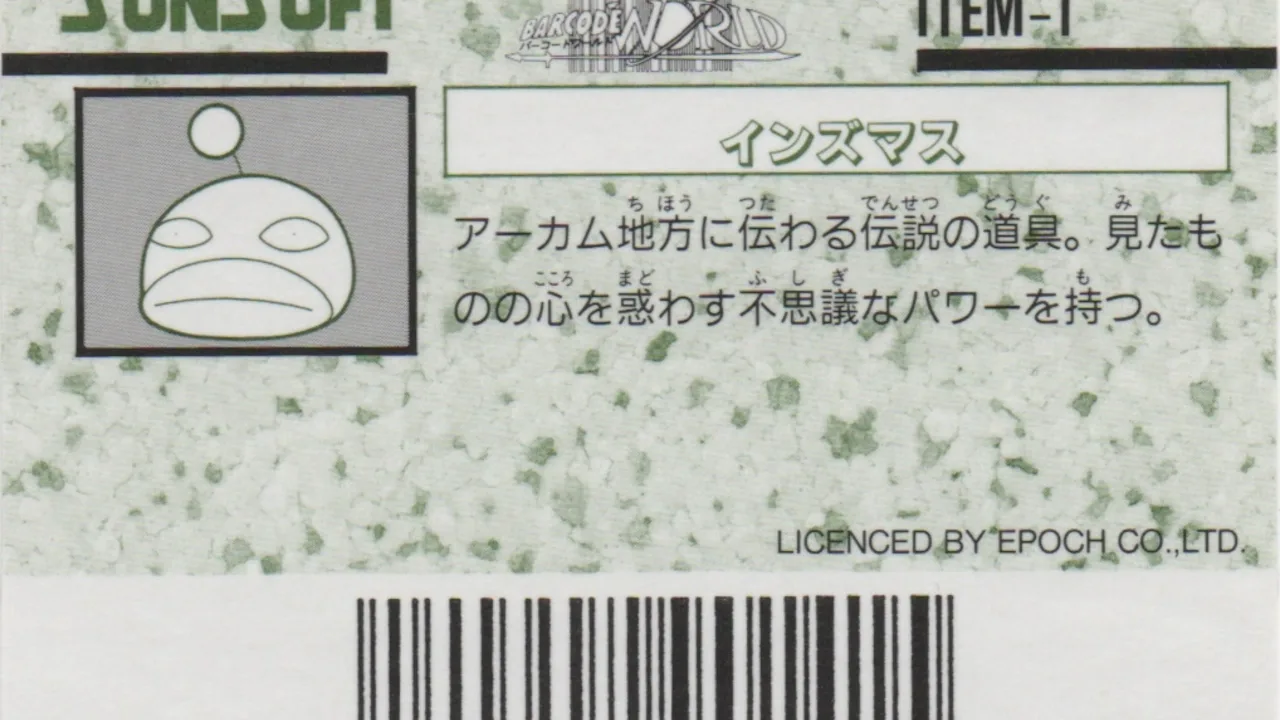 SUNSOFT
BARCODE WORLD
バーコードワールド
ITEM-1
インズマス
アーカム地方に伝わる伝説の道具。見たも
のの心を惑わす不思議なパワーを持つ。
LICENCED BY EPOCH CO.,LTD.